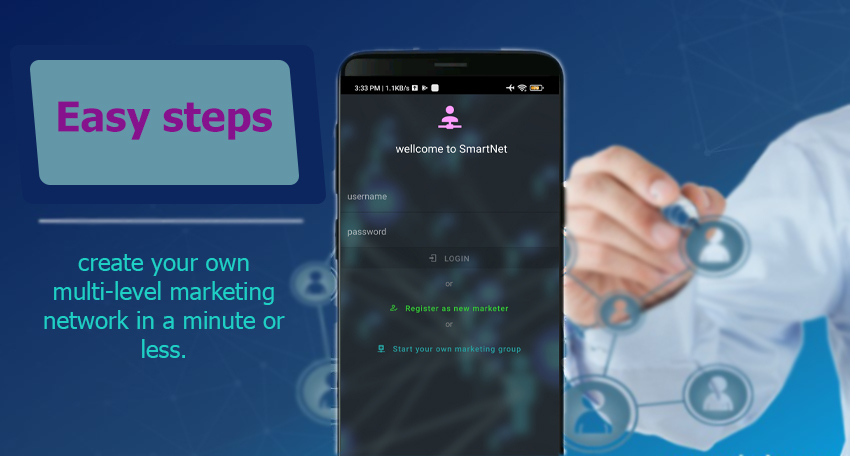 Easy steps
create your own
multi-level marketing
network in a minute or
less.
3:33 PM | 1.1KB/s
wellcome to SmartNet
username
password
LOGIN
or
Register as new marketer
or
Start your own marketing group